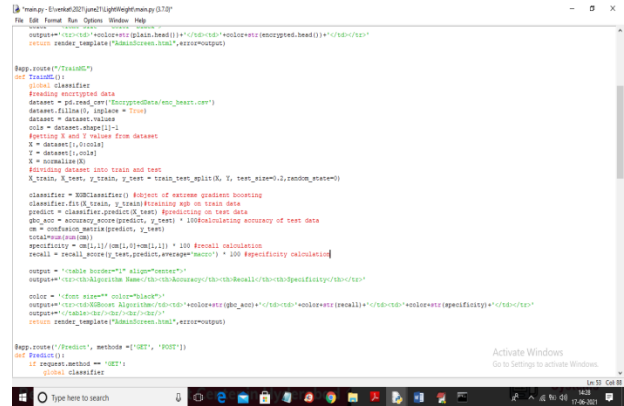 *main.py - E:\venkat\2021\june21\LightWeight\main.py (3.7.0)*
File Edit Format Run Options Window Help
output+='<tr><td>'+color+str(plain.head())+'</td><td>'+color+str(encrypted.head())+'</td></tr>'
return render_template("AdminScreen.html",error=output)
@app.route("/TrainML")
def TrainML():
global classifier
#reading encrytped data
dataset = pd.read_csv('EncryptedData/enc_heart.csv')
dataset.fillna(0, inplace = True)
dataset = dataset.values
cols = dataset.shape[1]-1
#getting X and Y values from dataset
X = dataset[:,0:cols]
Y = dataset[:,cols]
X = normalize(X)
#dividing dataset into train and test
X_train, X_test, y_train, y_test = train_test_split(X, Y, test_size=0.2,random_state=0)
classifier = XGBClassifier() #object of extreme gradient boosting
classifier.fit(X_train, y_train)#training xgb on train data
predict = classifier.predict(X_test) #predicting on test data
gbc_acc = accuracy_score(predict, y_test) * 100#calculating accuracy of test data
cm = confusion_matrix(predict, y_test)
total=sum(sum(cm))
specificity = cm[1,1]/(cm[1,0]+cm[1,1]) * 100 #recall calculation
recall = recall_score(y_test,predict,average='macro') * 100 #specificity calculation
output = '<table border="1" align="center">'
output+='<tr><th>Algorithm Name</th><th>Accuracy</th><th>Recall</th><th>Specificity</th></tr>'
color = '<font size="" color="black">'
output+='<tr><td>XGBoost Algorithm</td><td>'+color+str(gbc_acc)+'</td><td>'+color+str(recall)+'</td><td>'+color+str(specificity)+'</td></tr>'
output+='</table><br/><br/><br/><br/>'
return render_template("AdminScreen.html",error=output)
@app.route('/Predict', methods =['GET', 'POST'])
def Predict():
if request.method == 'GET':
global classifier
Activate Windows
Go to Settings to activate Windows.
Ln: 53 Col: 88
Type here to search
14:28
17-06-2021